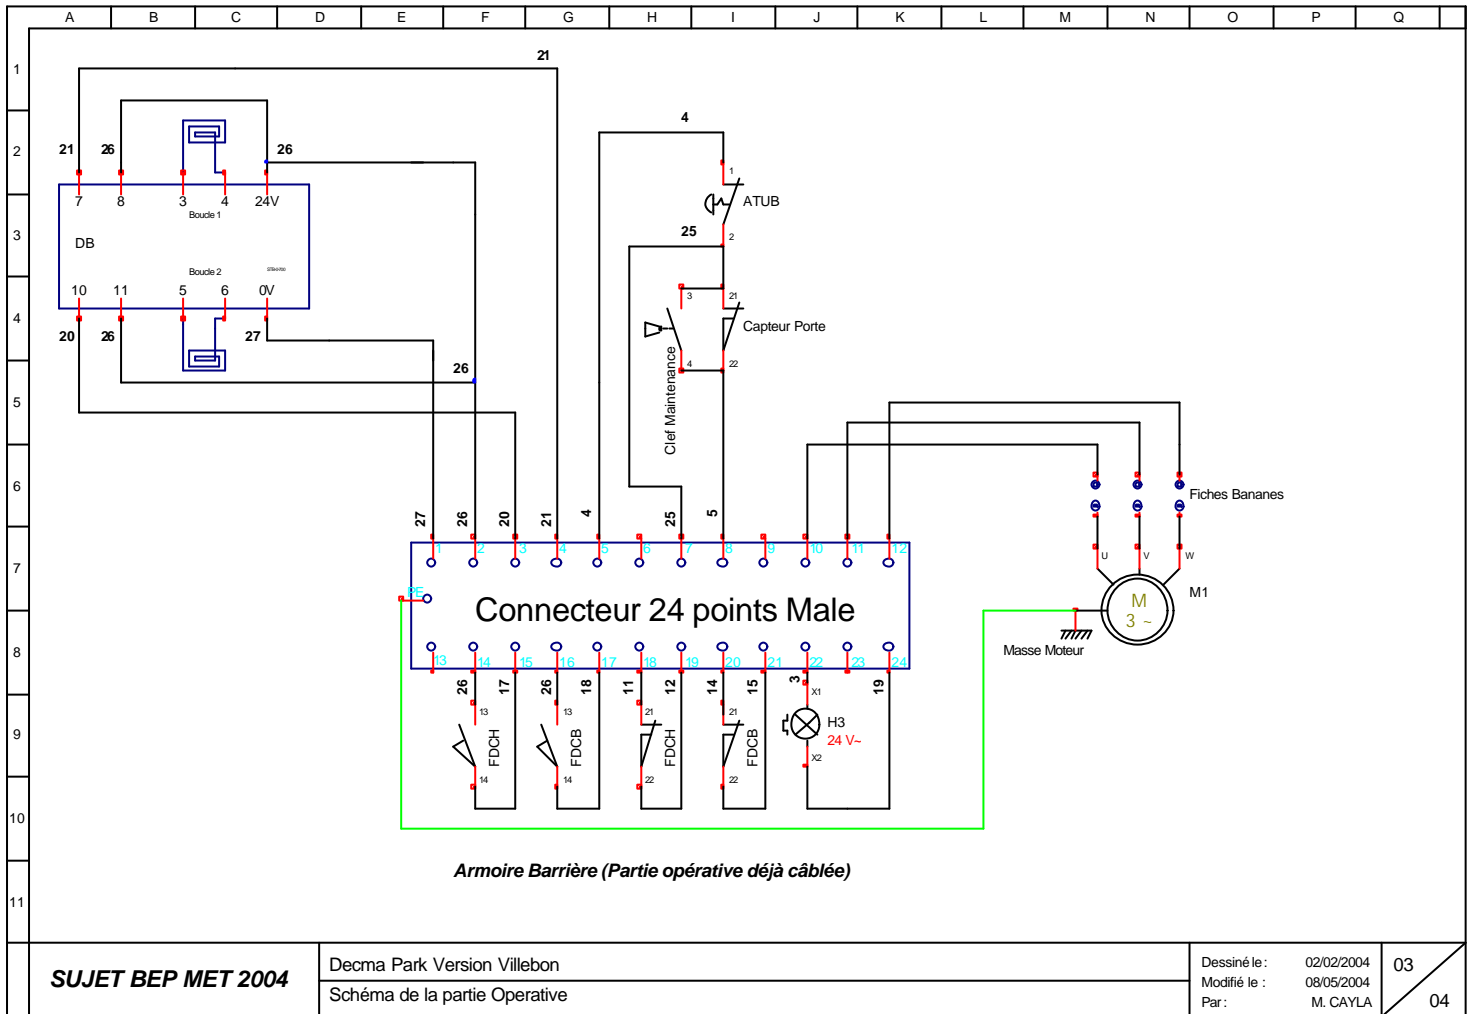 A B C D E F G H I J K L M N O P Q
1
2
3
4
5
6
7
8
9
10
11
21
4
21 26 26
7 8 3 4 24V
Boucle 1
DB
Boucle 2
10 11 5 6 0V
20 26 27
26
1
ATUB
2
25
3 21
Capteur Porte
4 22
Clef Maintenance
27 26 20 21 4 25 5
1 2 3 4 5 6 7 8 9 10 11 12
PE
Connecteur 24 points Male
13 14 15 16 17 18 19 20 21 22 23 24
Fiches Bananes
U V W
M
3 ~
M1
Masse Moteur
26 17 26 18 11 12 14 15 3 19
13 13 21 21 X1
FDCH FDCB FDCH FDCB
H3
24 V~
14 14 22 22 X2
Armoire Barrière (Partie opérative déjà câblée)
SUJET BEP MET 2004
Decma Park Version Villebon
Schéma de la partie Operative
Dessiné le : 02/02/2004
Modifié le : 08/05/2004
Par : M. CAYLA
03
04